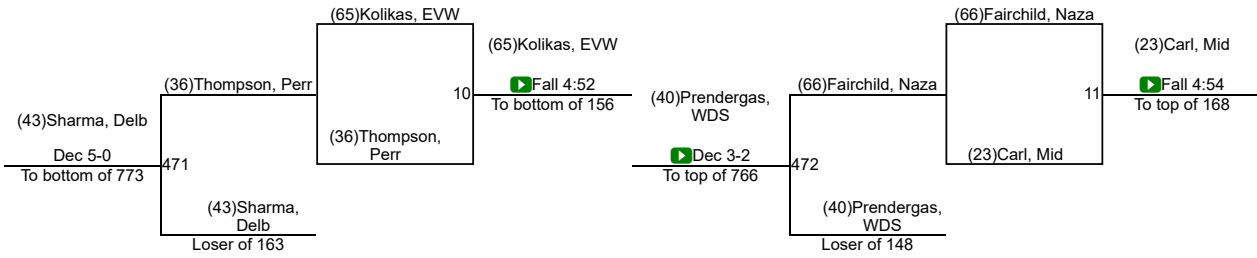 (65)Kolikas, EVW
(65)Kolikas, EVW
(36)Thompson, Perr
Fall 4:52
10
To bottom of 156
(43)Sharma, Delb
(36)Thompson,
Perr
Dec 5-0
471
To bottom of 773
(43)Sharma,
Delb
Loser of 163
(66)Fairchild, Naza
(23)Carl, Mid
(66)Fairchild, Naza
Fall 4:54
11
To top of 168
(40)Prendergas,
WDS
(23)Carl, Mid
Dec 3-2
472
To top of 766
(40)Prendergas,
WDS
Loser of 148